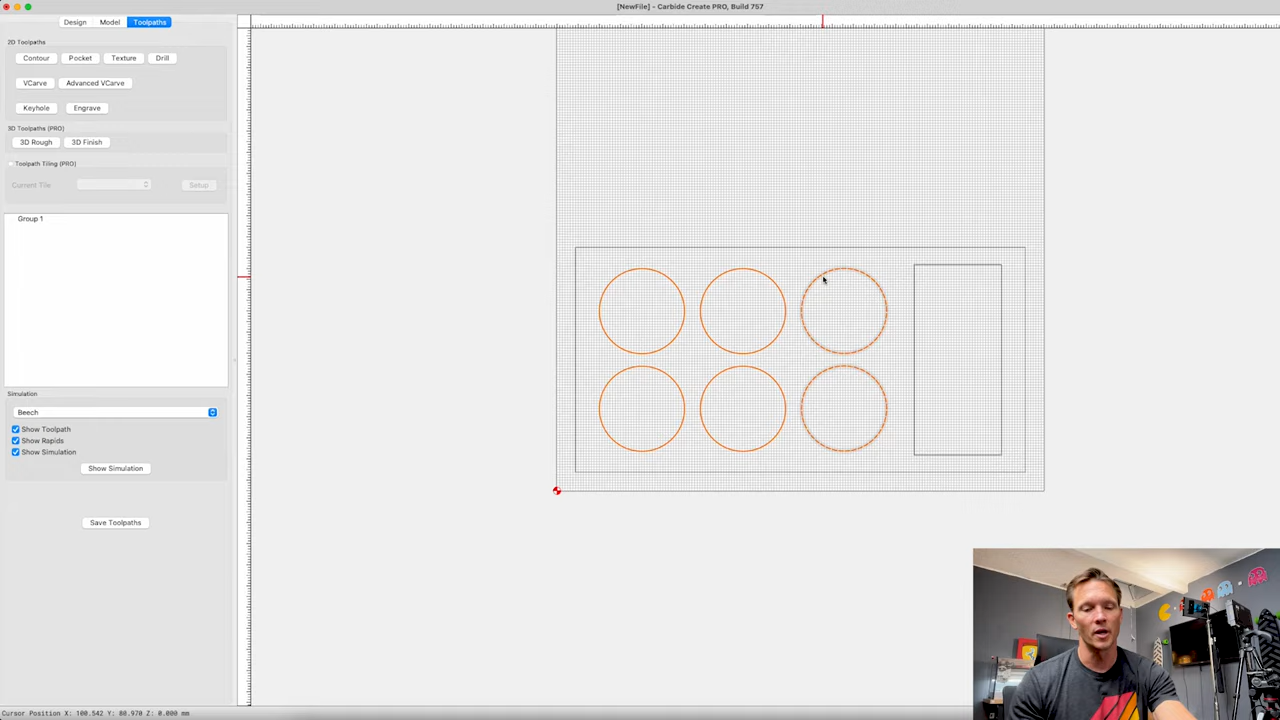 [NewFile] - Carbide Create PRO, Build 757
Design Model Toolpaths
2D Toolpaths
Contour Pocket Texture Drill
VCarve Advanced VCarve
Keyhole Engrave
3D Toolpaths (PRO)
3D Rough 3D Finish
Toolpath Tiling (PRO)
Current Tile Setup
Group 1
Simulation
Beech
Show Toolpath
Show Rapids
Show Simulation
Show Simulation
Save Toolpaths
Cursor Position X: 100.542 Y: 80.970 Z: 0.000 mm